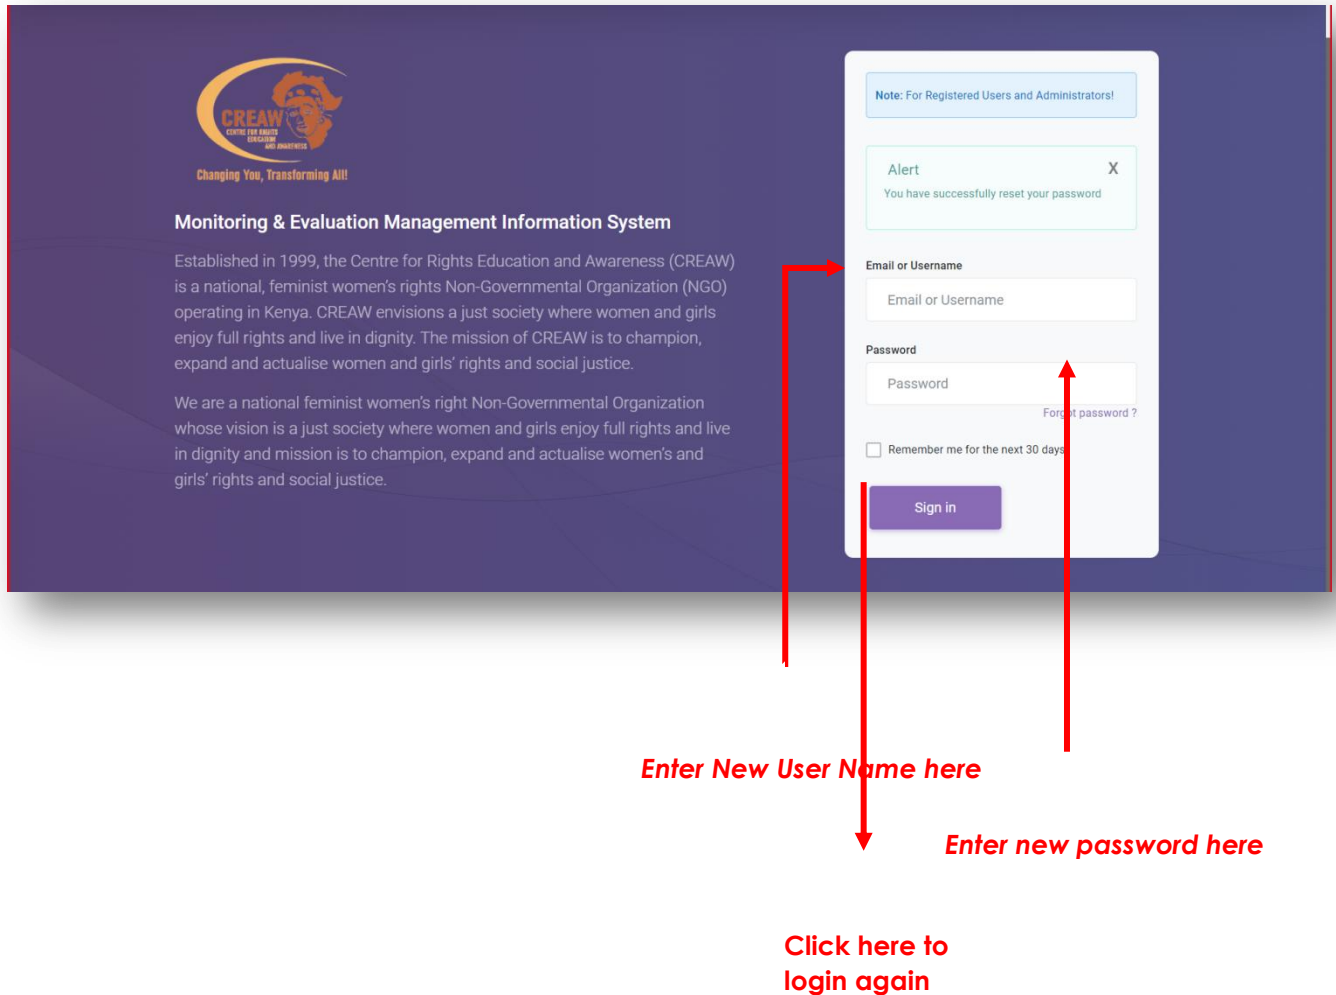 CREAW
CENTRE FOR RIGHTS
EDUCATION
AND AWARENESS
Changing You, Transforming All!
Monitoring & Evaluation Management Information System
Established in 1999, the Centre for Rights Education and Awareness (CREAW)
is a national, feminist women's rights Non-Governmental Organization (NGO)
operating in Kenya. CREAW envisions a just society where women and girls
enjoy full rights and live in dignity. The mission of CREAW is to champion,
expand and actualise women and girls' rights and social justice.
We are a national feminist women's right Non-Governmental Organization
whose vision is a just society where women and girls enjoy full rights and live
in dignity and mission is to champion, expand and actualise women's and
girls' rights and social justice.
Note: For Registered Users and Administrators!
Alert X
You have successfully reset your password
Email or Username
Email or Username
Password
Password
Forgot password ?
Remember me for the next 30 days
Sign in
Enter New User Name here
Enter new password here
Click here to
login again